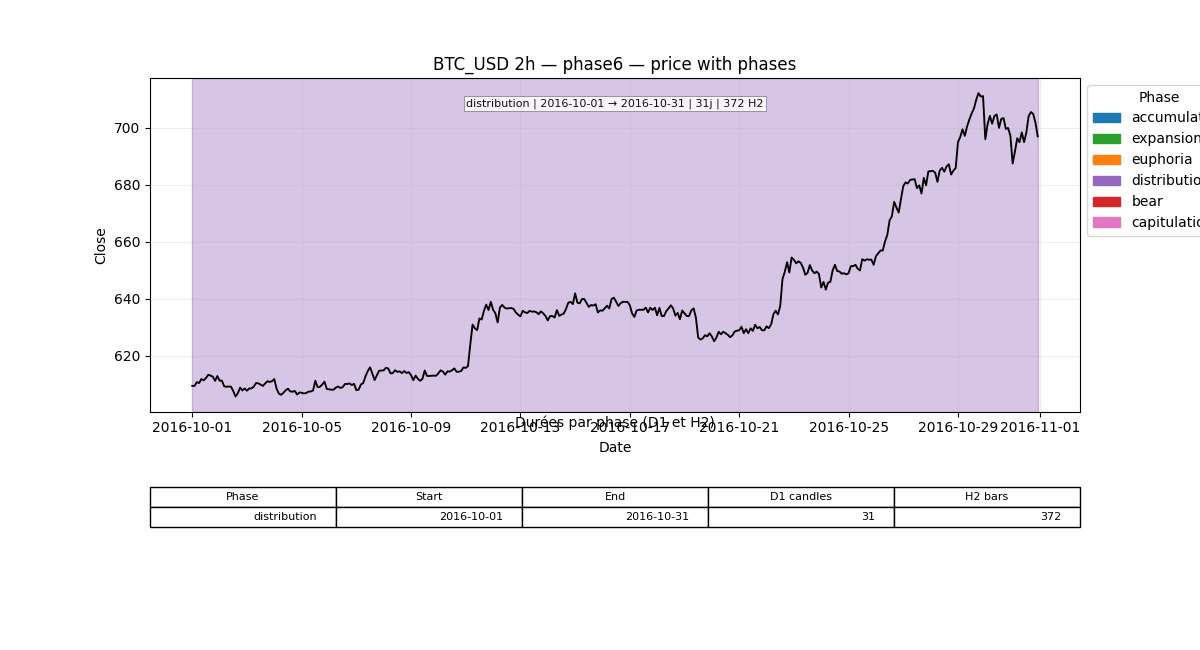 BTC_USD 2h — phase6 — price with phases
distribution | 2016-10-01 → 2016-10-31 | 31j | 372 H2
Phase
accumulat
expansion
euphoria
distributio
bear
capitulatio
Close
700
680
660
640
620
2016-10-01 2016-10-05 2016-10-09 2016-10-13 2016-10-17 2016-10-21 2016-10-25 2016-10-29 2016-11-01
Durées par phase (D1 et H2)
Date
Phase Start End D1 candles H2 bars
distribution 2016-10-01 2016-10-31 31 372